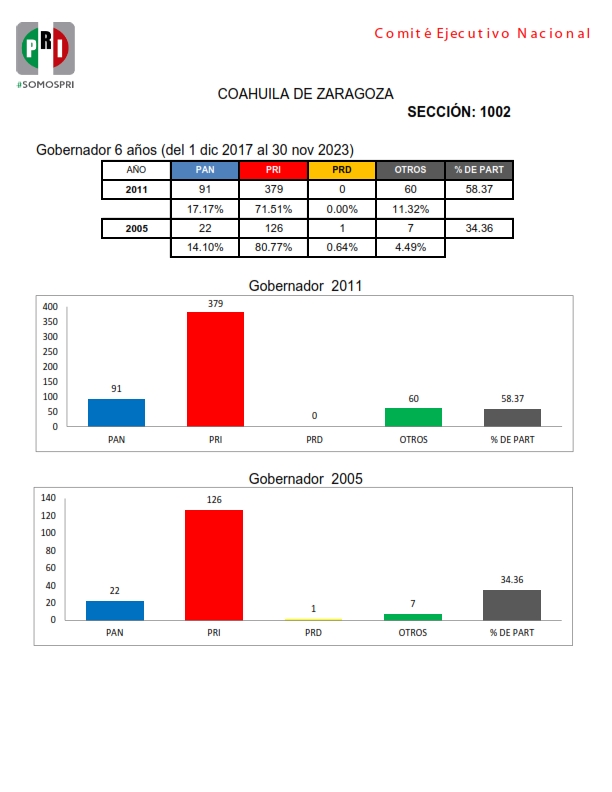 Comité Ejecutivo Nacional
PRI
#SOMOSPRI
COAHUILA DE ZARAGOZA
SECCIÓN: 1002
Gobernador 6 años (del 1 dic 2017 al 30 nov 2023)
AÑO PAN PRI PRD OTROS % DE PART
2011 91 379 0 60 58.37
17.17% 71.51% 0.00% 11.32%
2005 22 126 1 7 34.36
14.10% 80.77% 0.64% 4.49%
Gobernador 2011
400
350
300
250
200
150
100
50
0
91 379 0 60 58.37
PAN PRI PRD OTROS % DE PART
Gobernador 2005
140
120
100
80
60
40
20
0
22 126 1 7 34.36
PAN PRI PRD OTROS % DE PART